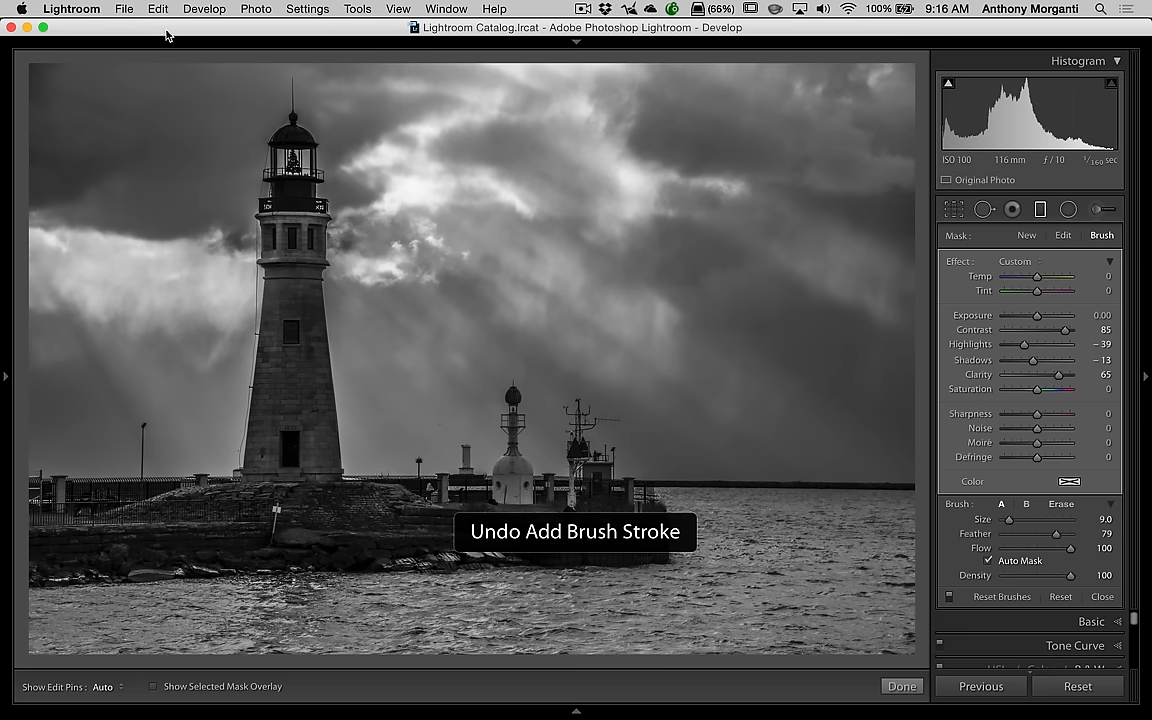 Lightroom File Edit Develop Photo Settings Tools View Window Help (66%) 100% 9:16 AM Anthony Morganti
Lightroom Catalog.lrcat - Adobe Photoshop Lightroom - Develop
Histogram
ISO 100 116 mm ƒ / 10 1/160 sec
Original Photo
Mask : New Edit Brush
Effect : Custom
Temp 0
Tint 0
Exposure 0.00
Contrast 85
Highlights – 39
Shadows – 13
Clarity 65
Saturation 0
Sharpness 0
Noise 0
Moiré 0
Defringe 0
Color
Brush : A B Erase
Size 9.0
Feather 79
Flow 100
Auto Mask
Density 100
Reset Brushes Reset Close
Undo Add Brush Stroke
Basic
Tone Curve
Show Edit Pins : Auto Show Selected Mask Overlay Done Previous Reset